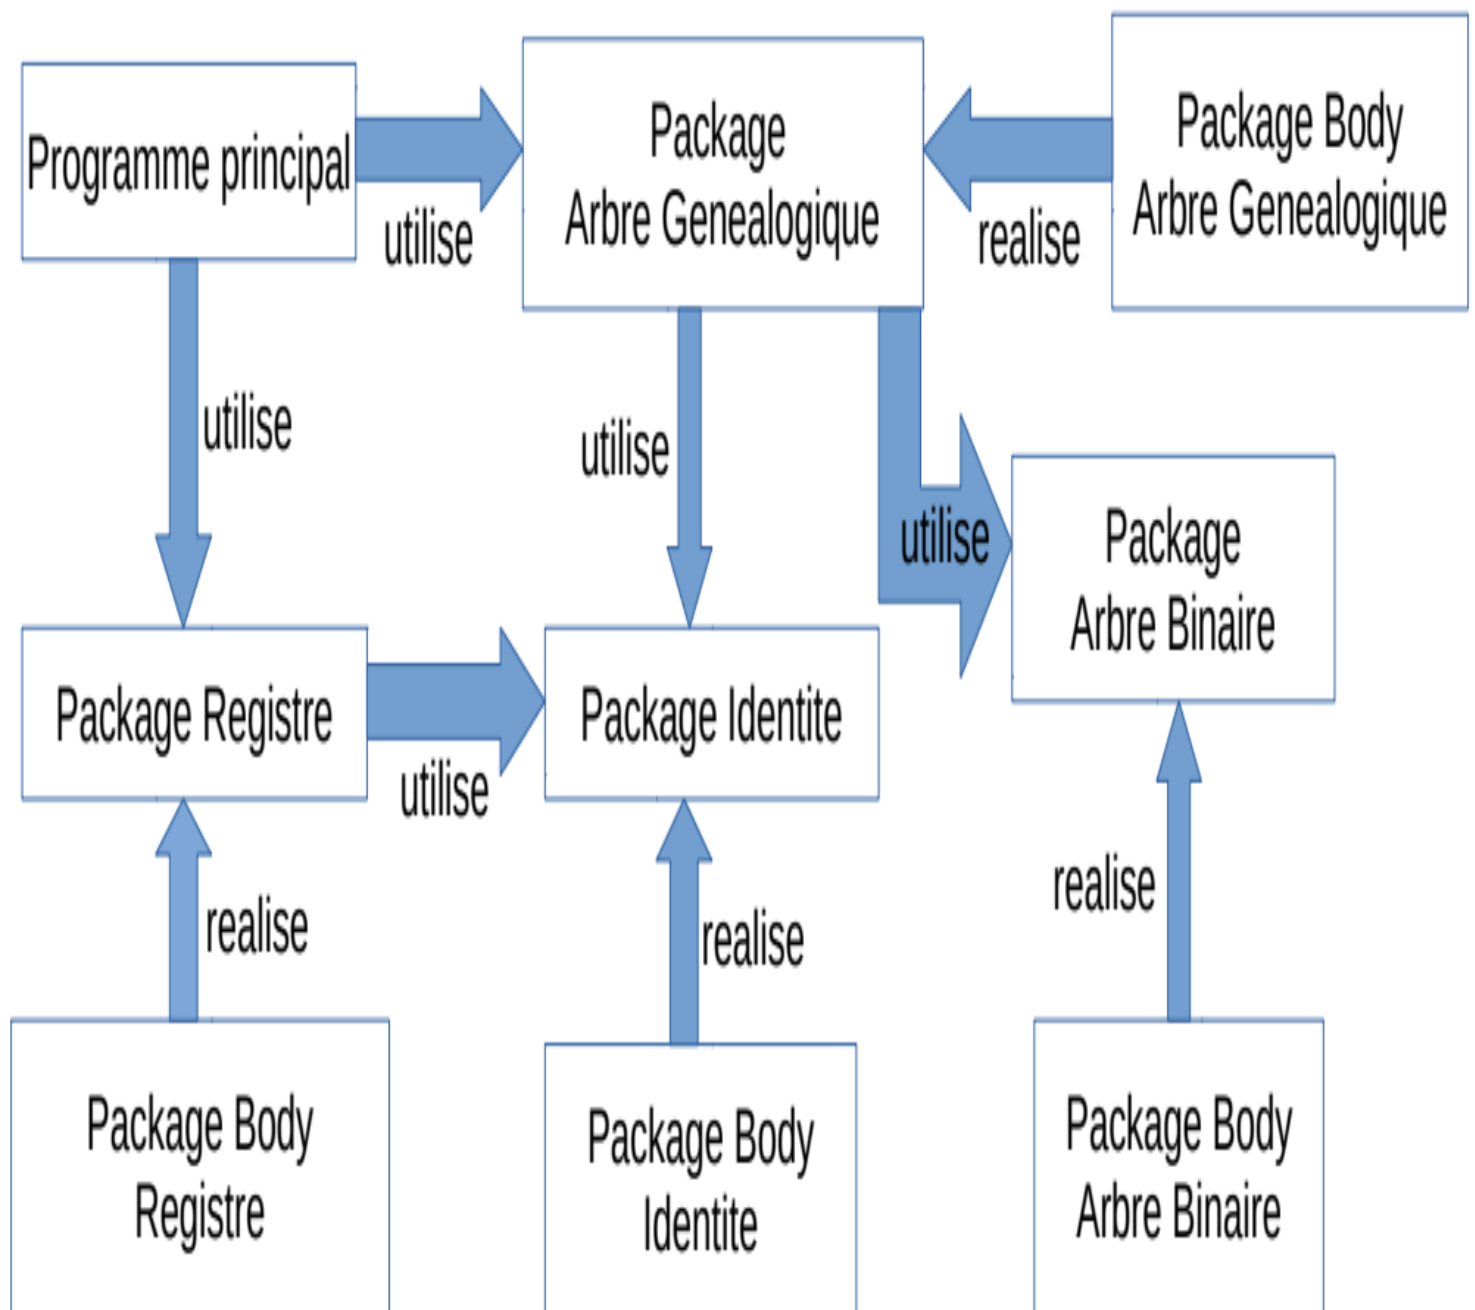 Programme principal
utilise
Package
Arbre Genealogique
realise
Package Body
Arbre Genealogique
utilise
utilise
utilise
Package
Arbre Binaire
Package Registre
utilise
Package Identite
realise
realise
realise
Package Body
Registre
Package Body
Identite
Package Body
Arbre Binaire